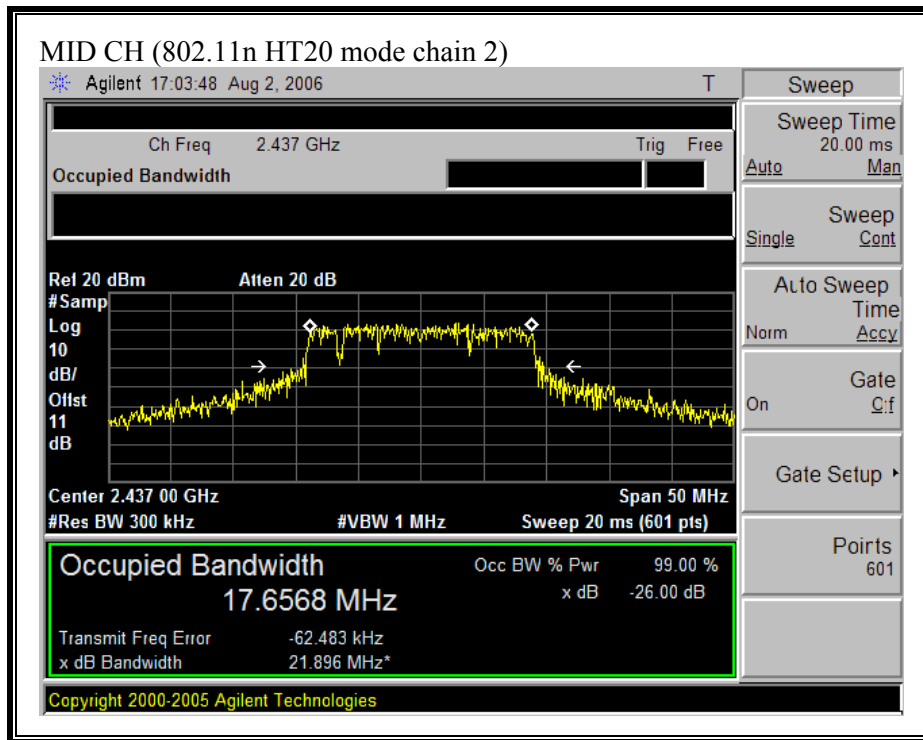 MID CH (802.11n HT20 mode chain 2)
Agilent 17:03:48 Aug 2, 2006 T
Ch Freq 2.437 GHz Trig Free
Occupied Bandwidth
Ref 20 dBm Atten 20 dB
#Samp
Log
10
dB/
Offst
11
dB
Center 2.437 00 GHz Span 50 MHz
#Res BW 300 kHz #VBW 1 MHz Sweep 20 ms (601 pts)
Occupied Bandwidth
17.6568 MHz
Occ BW % Pwr 99.00 %
x dB -26.00 dB
Transmit Freq Error -62.483 kHz
x dB Bandwidth 21.896 MHz*
Copyright 2000-2005 Agilent Technologies
Sweep
Sweep Time
20.00 ms
Auto Man
Sweep
Single Cont
Auto Sweep
Time
Norm Accy
Gate
On Off
Gate Setup
Points
601